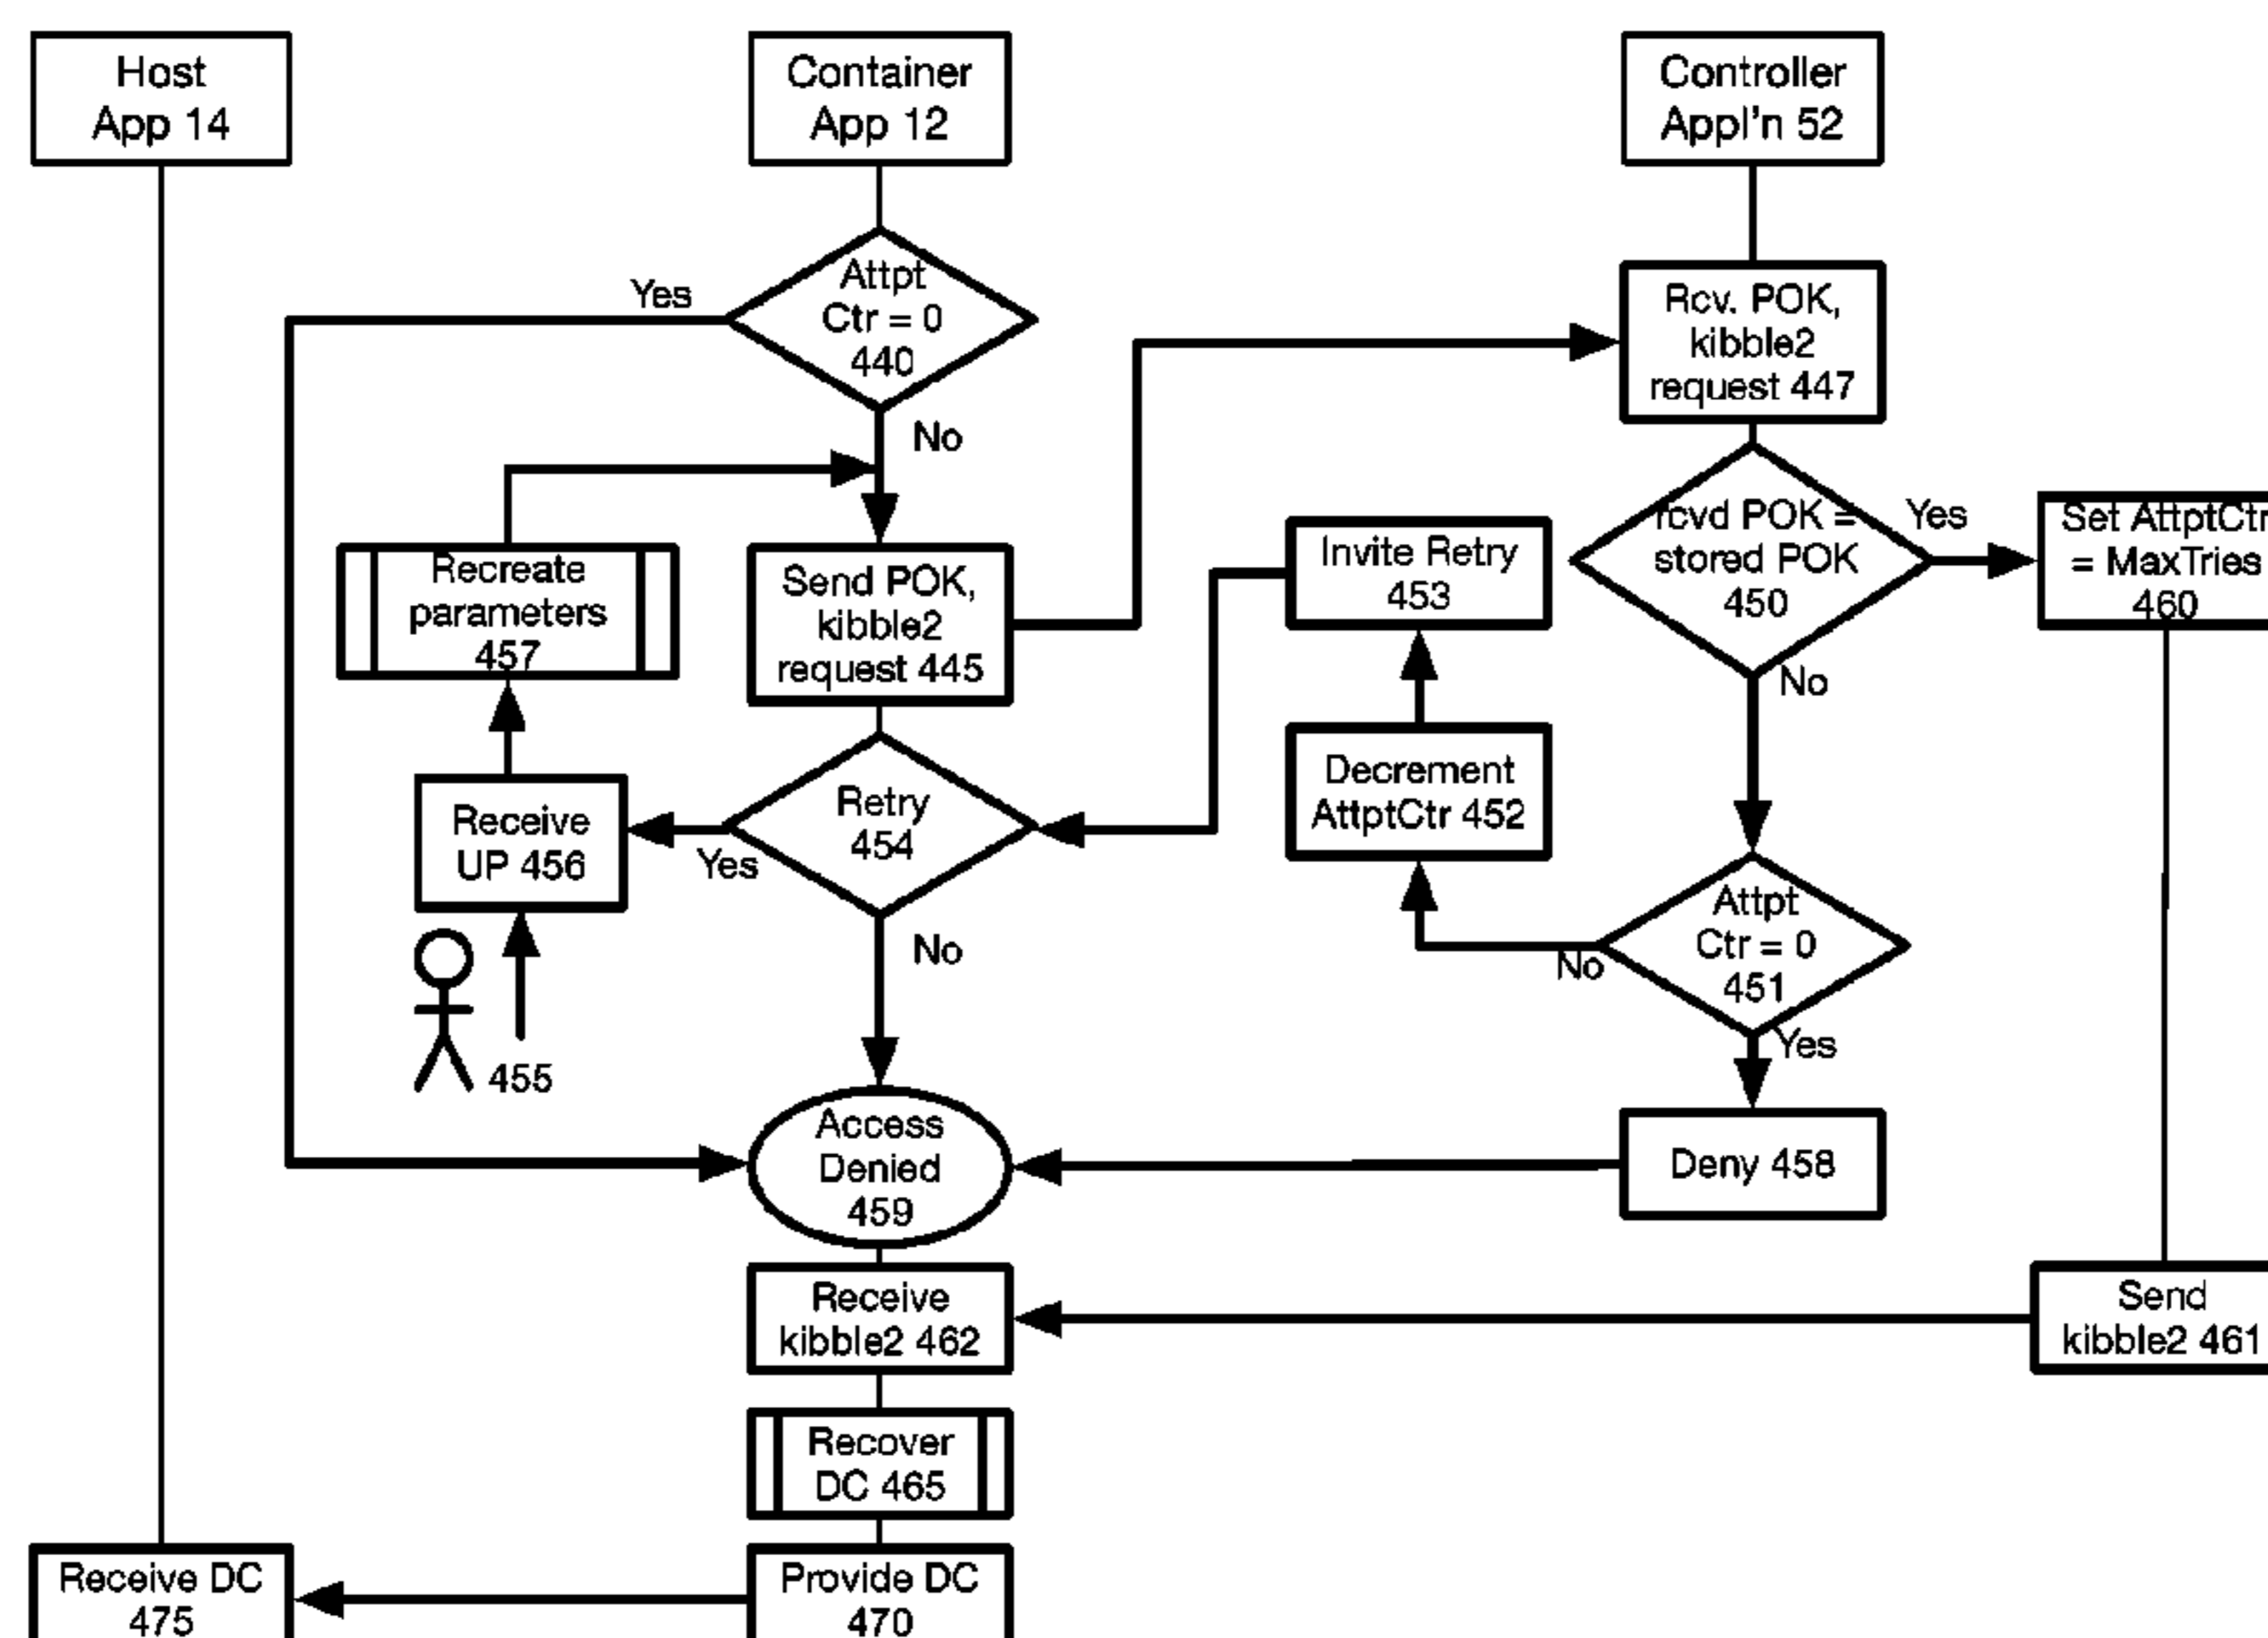 Host
App 14
Container
App 12
Controller
Appl'n 52
Attpt
Ctr = 0
440
Yes
No
Rcv. POK,
kibble2
request 447
rcvd POK =
stored POK
450
Yes
No
Set AttptCtr
= MaxTries
460
Invite Retry
453
Recreate
parameters
457
Send POK,
kibble2
request 445
Decrement
AttptCtr 452
Retry
454
Yes
No
Receive
UP 456
455
Attpt
Ctr = 0
451
No
Yes
Access
Denied
459
Deny 458
Receive
kibble2 462
Send
kibble2 461
Recover
DC 465
Receive DC
475
Provide DC
470